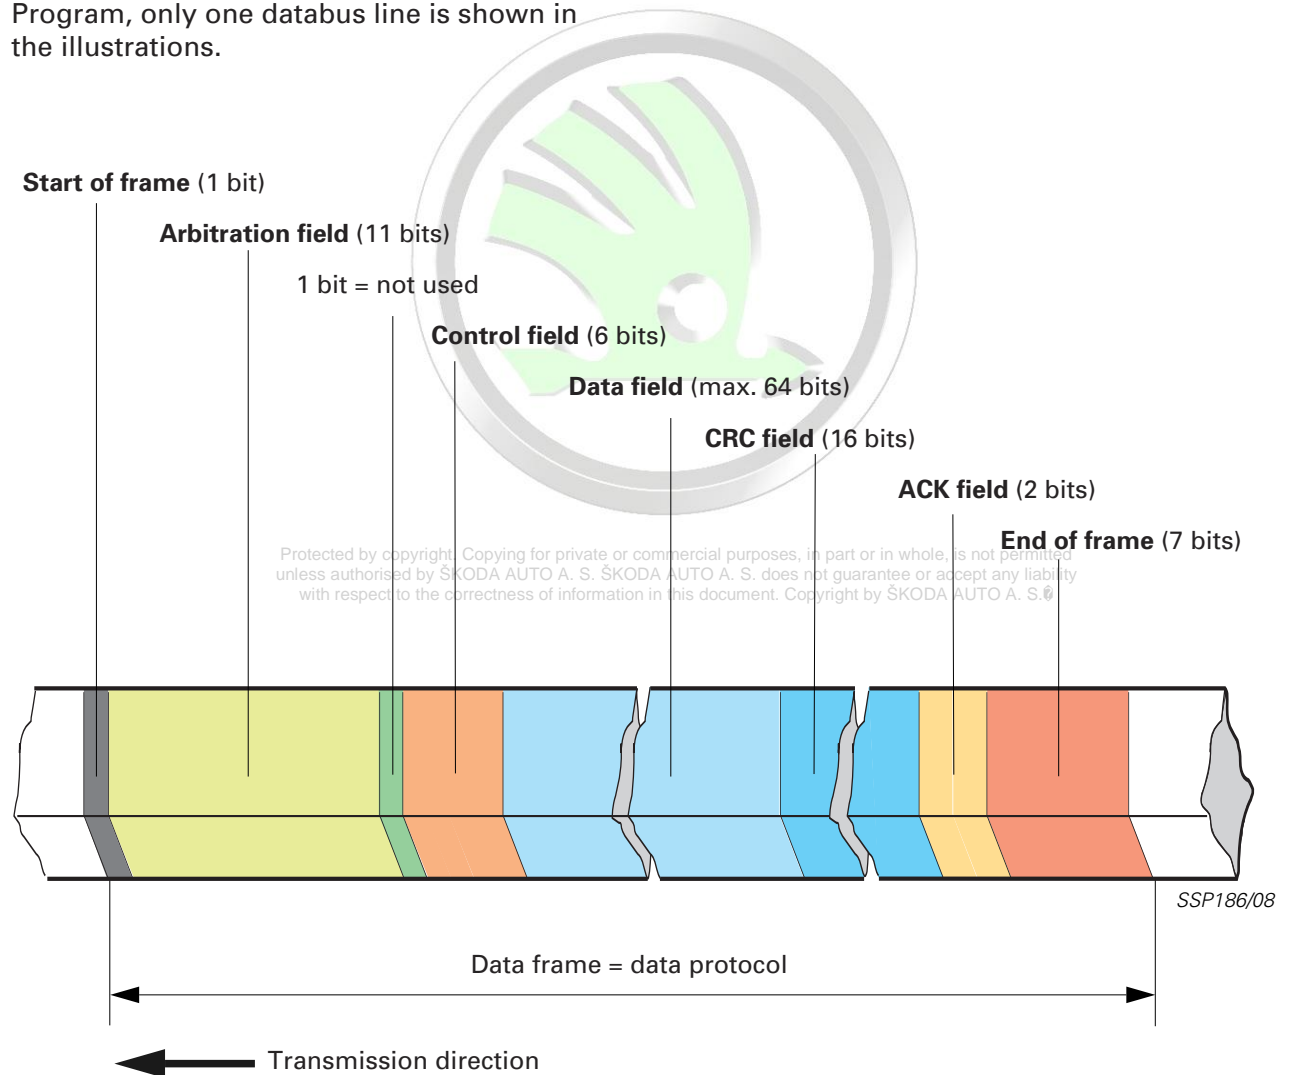 Program, only one databus line is shown in
the illustrations.
Start of frame (1 bit)
Arbitration field (11 bits)
1 bit = not used
Control field (6 bits)
Data field (max. 64 bits)
CRC field (16 bits)
ACK field (2 bits)
End of frame (7 bits)
Protected by copyright. Copying for private or commercial purposes, in part or in whole, is not permitted
unless authorised by ŠKODA AUTO A. S. ŠKODA AUTO A. S. does not guarantee or accept any liability
with respect to the correctness of information in this document. Copyright by ŠKODA AUTO A. S.
SSP186/08
Data frame = data protocol
Transmission direction